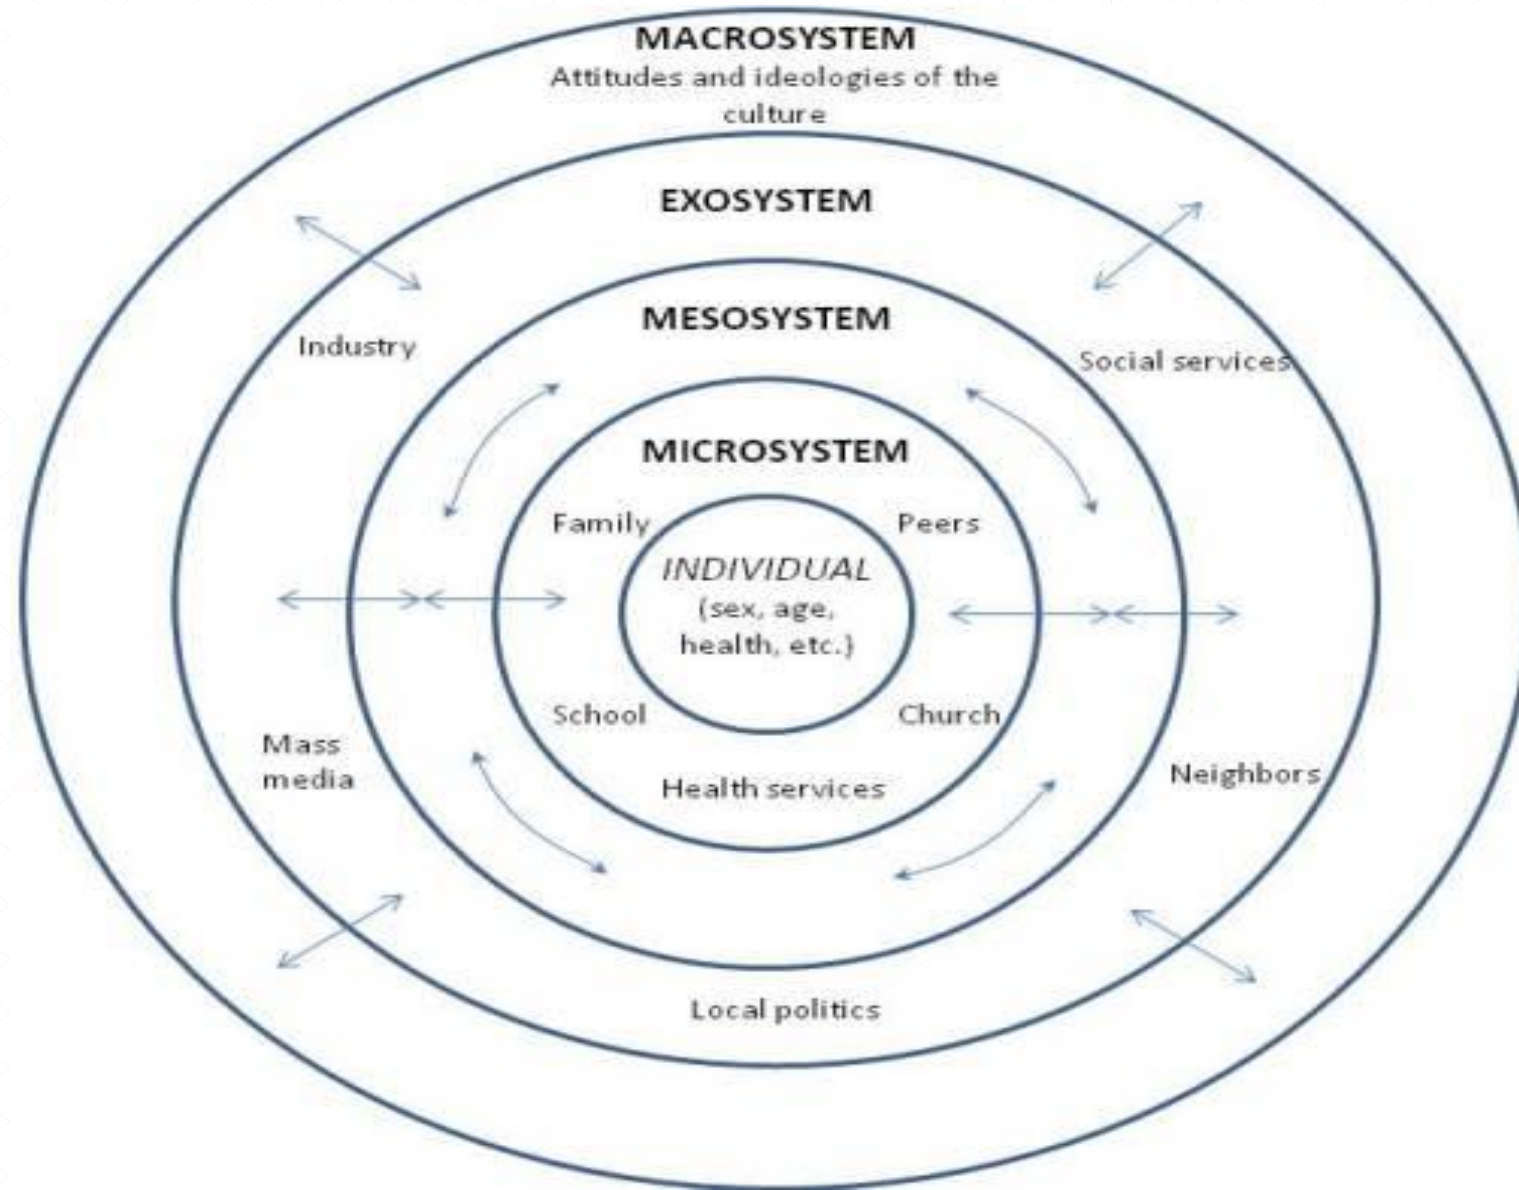 MACROSYSTEM
Attitudes and ideologies of the
culture
EXOSYSTEM
MESOSYSTEM
Industry
Social services
MICROSYSTEM
Family
Peers
INDIVIDUAL
(sex, age,
health, etc.)
School
Church
Mass
media
Neighbors
Health services
Local politics